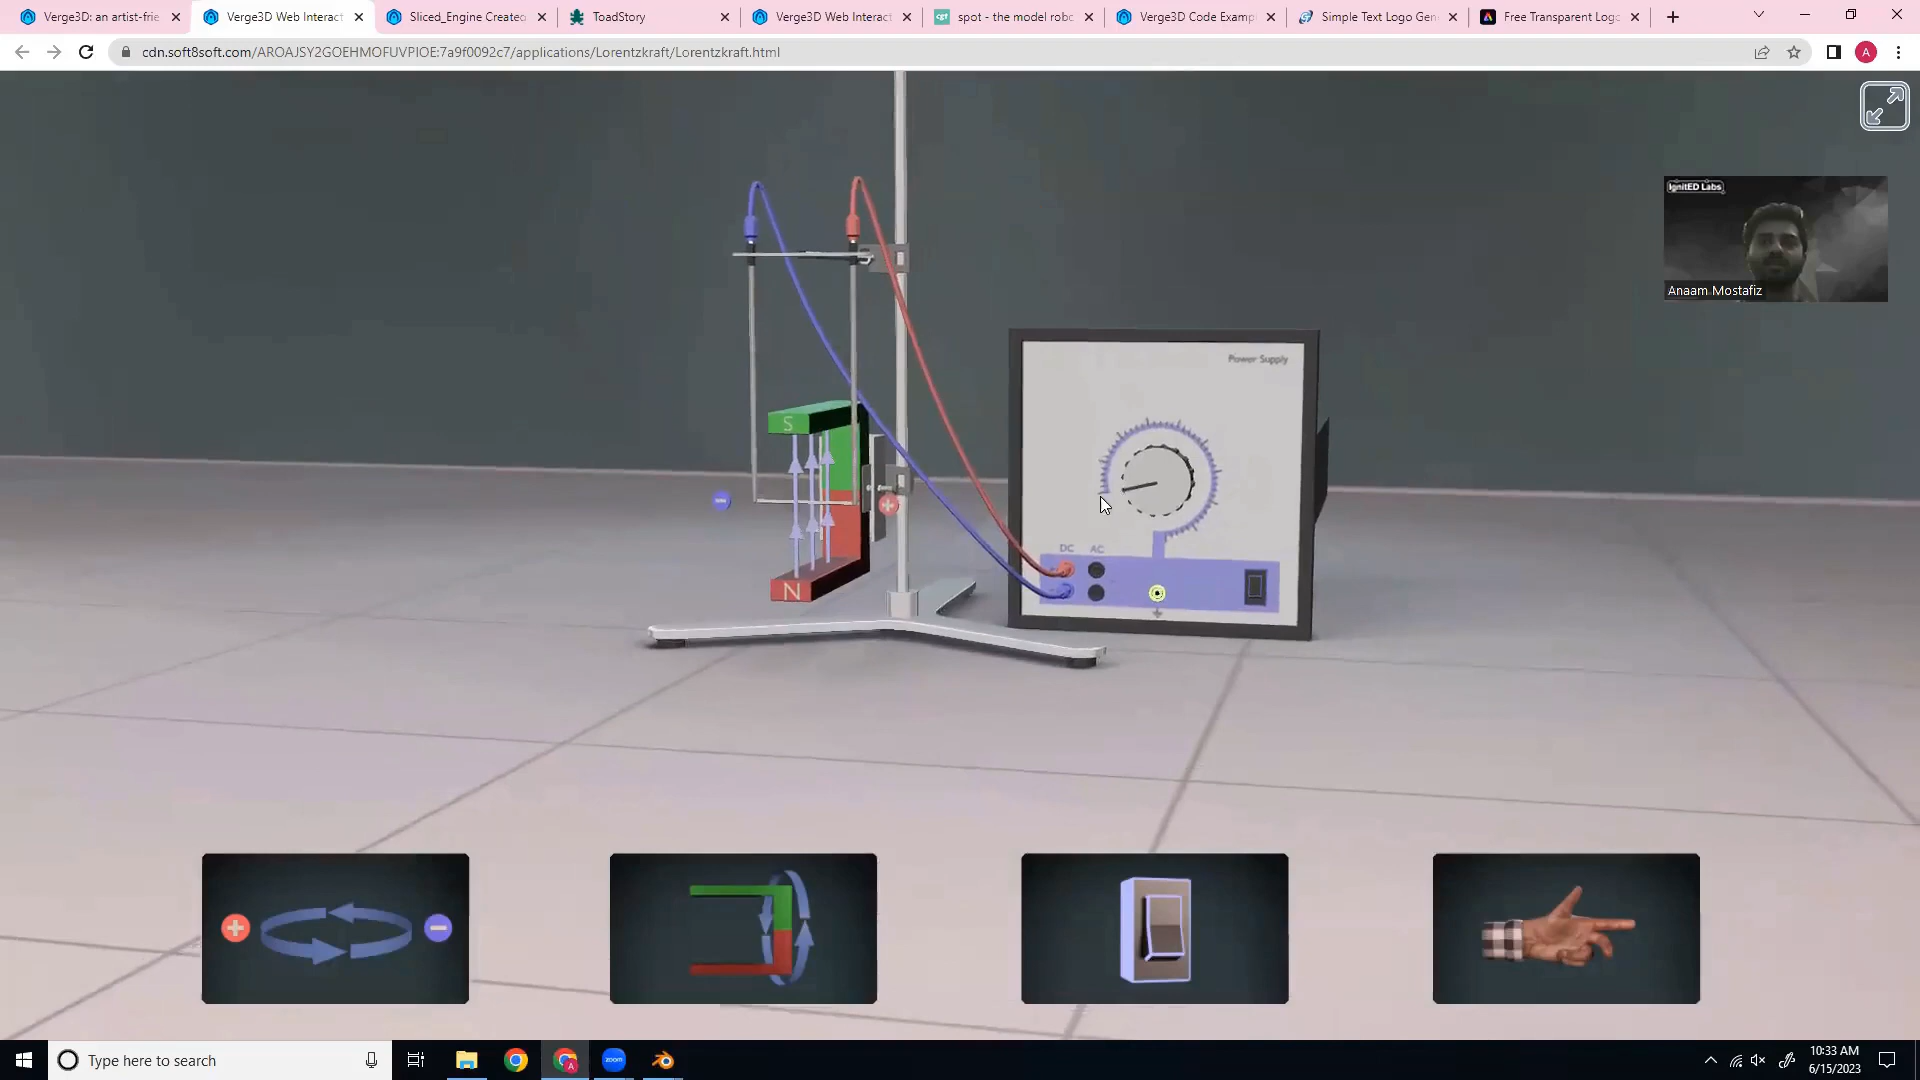 Verge3D: an artist-frie
Verge3D Web Interact
Sliced_Engine Created
ToadStory
Verge3D Web Interact
spot - the model robo
Verge3D Code Examp
Simple Text Logo Gen
Free Transparent Logo
cdn.soft8soft.com/AROAJSY2GOEHMOFUVPIOE:7a9f0092c7/applications/Lorentzkraft/Lorentzkraft.html
A
IgnitED Labs
Anaam Mostafiz
Power Supply
S
N
DC AC
Type here to search
zoom
10:33 AM
6/15/2023